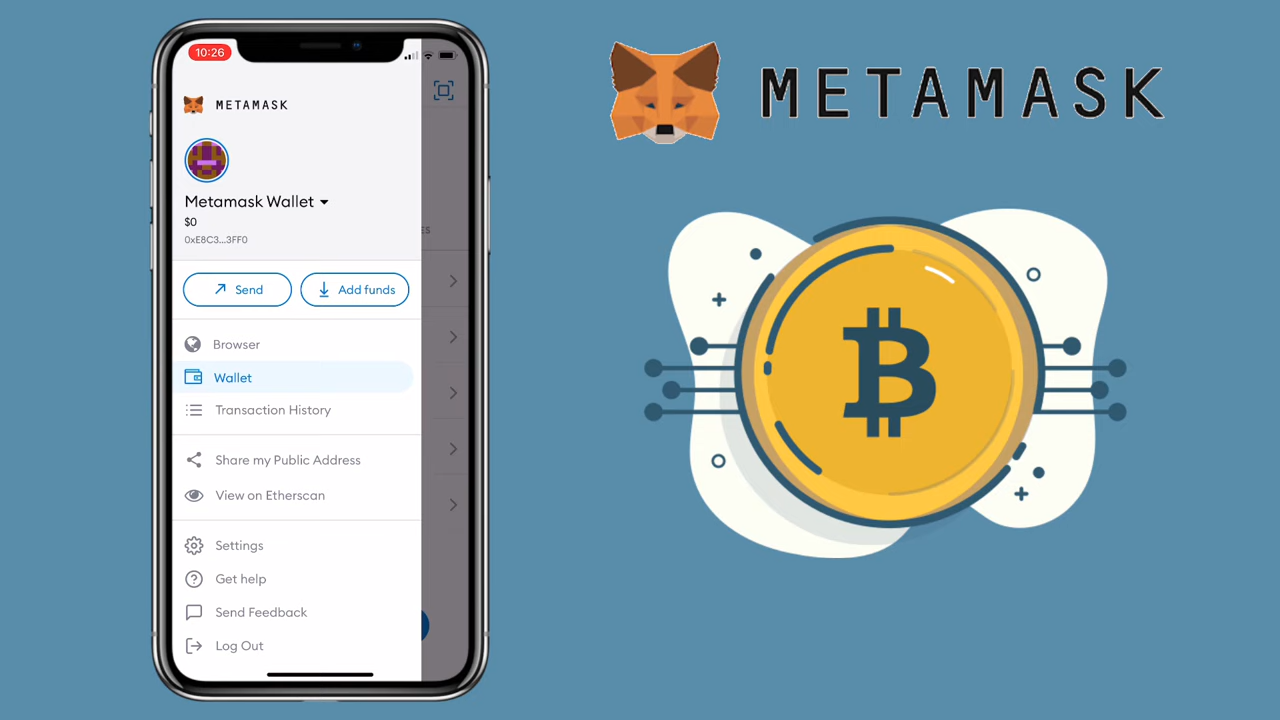 10:26
METAMASK
Metamask Wallet
$0
0xE8C3...3FF0
Send
Add funds
ES
Browser
Wallet
Transaction History
Share my Public Address
View on Etherscan
Settings
Get help
Send Feedback
Log Out
METAMASK